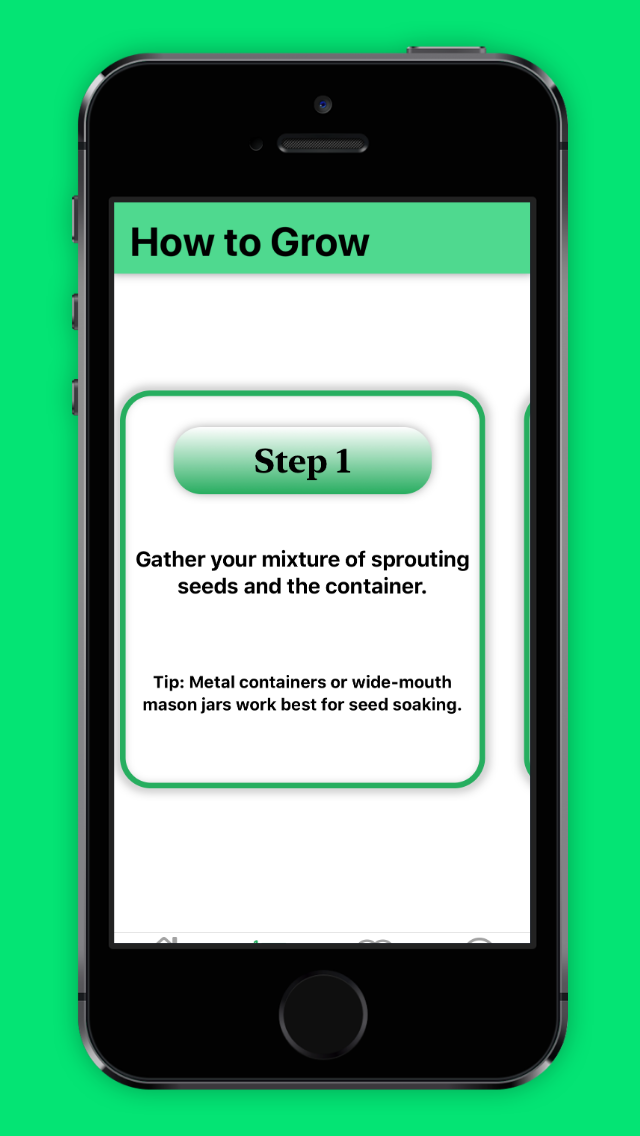 How to Grow
Step 1
Gather your mixture of sprouting
seeds and the container.
Tip: Metal containers or wide-mouth
mason jars work best for seed soaking.